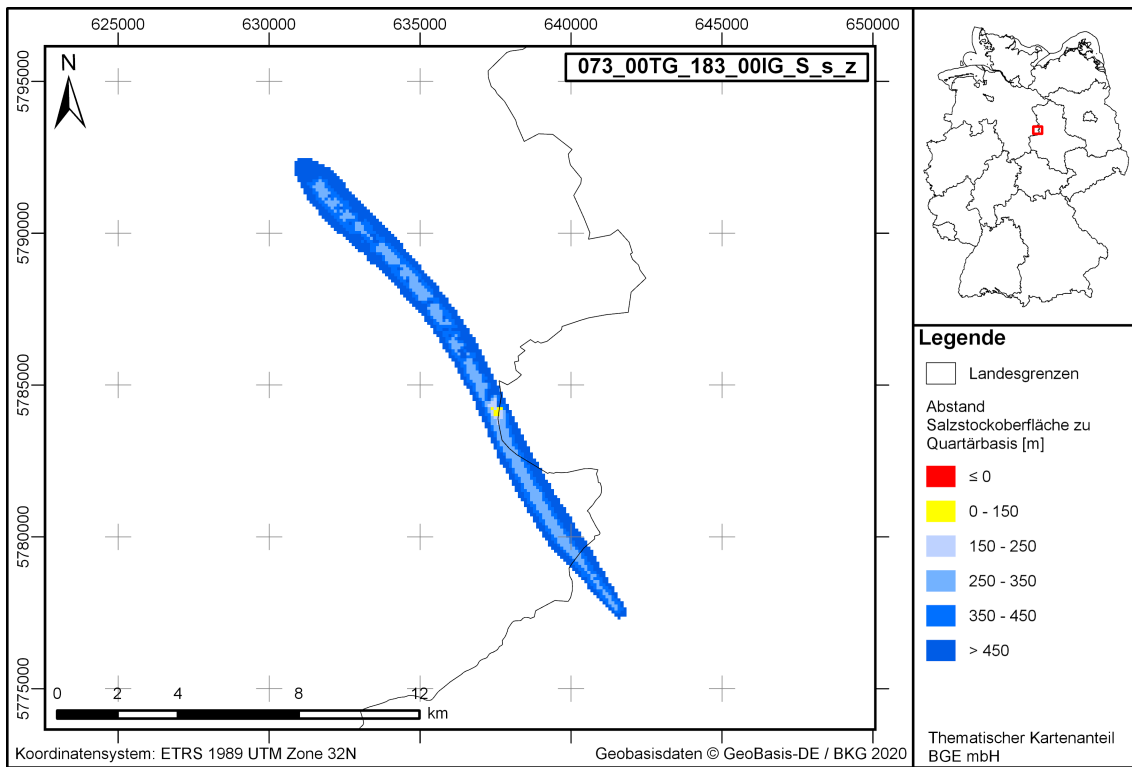 625000 630000 635000 640000 645000 650000
073_00TG_183_00IG_S_s_z
N
5795000
5790000
5785000
5780000
5775000
0 2 4 8 12
km
Koordinatensystem: ETRS 1989 UTM Zone 32N
Geobasisdaten © GeoBasis-DE / BKG 2020
Legende
Landesgrenzen
Abstand
Salzstockoberfläche zu
Quartärbasis [m]
≤ 0
0 - 150
150 - 250
250 - 350
350 - 450
> 450
Thematischer Kartenanteil
BGE mbH